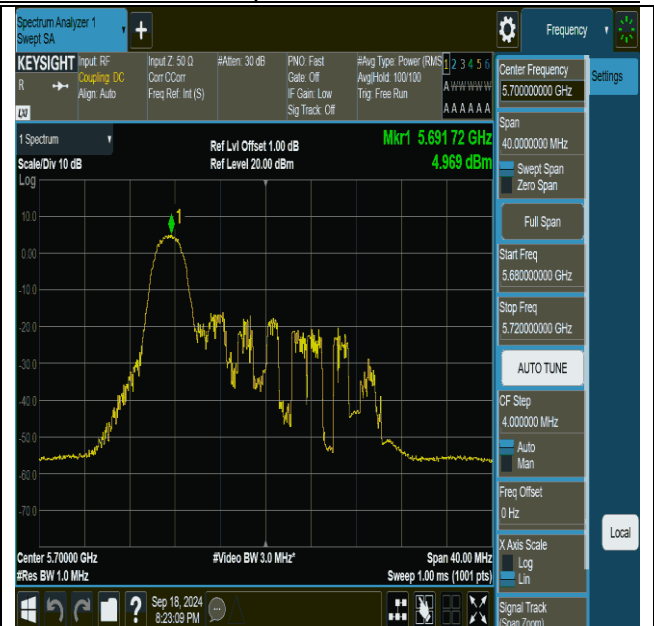 Spectrum Analyzer 1
Swept SA
+
Frequency
KEYSIGHT
R
LXI
Input: RF
Coupling: DC
Align: Auto
Input Z: 50 Ω
Corr CCorr
Freq Ref: Int (S)
#Atten: 30 dB
PNO: Fast
Gate: Off
IF Gain: Low
Sig Track: Off
#Avg Type: Power (RMS)
Avg|Hold: 100/100
Trig: Free Run
1 2 3 4 5 6
A W W W W W
A A A A A A
1 Spectrum
Scale/Div 10 dB
Log
Ref Lvl Offset 1.00 dB
Ref Level 20.00 dBm
Mkr1 5.691 72 GHz
4.969 dBm
1
10.0
0.00
-10.0
-20.0
-30.0
-40.0
-50.0
-60.0
-70.0
Center 5.70000 GHz
#Res BW 1.0 MHz
#Video BW 3.0 MHz*
Span 40.00 MHz
Sweep 1.00 ms (1001 pts)
Sep 18, 2024
8:23:09 PM
?
Center Frequency
5.700000000 GHz
Settings
Span
40.0000000 MHz
Swept Span
Zero Span
Full Span
Start Freq
5.680000000 GHz
Stop Freq
5.720000000 GHz
AUTO TUNE
CF Step
4.000000 MHz
Auto
Man
Freq Offset
0 Hz
X Axis Scale
Log
Lin
Local
Signal Track
(Span Zoom)